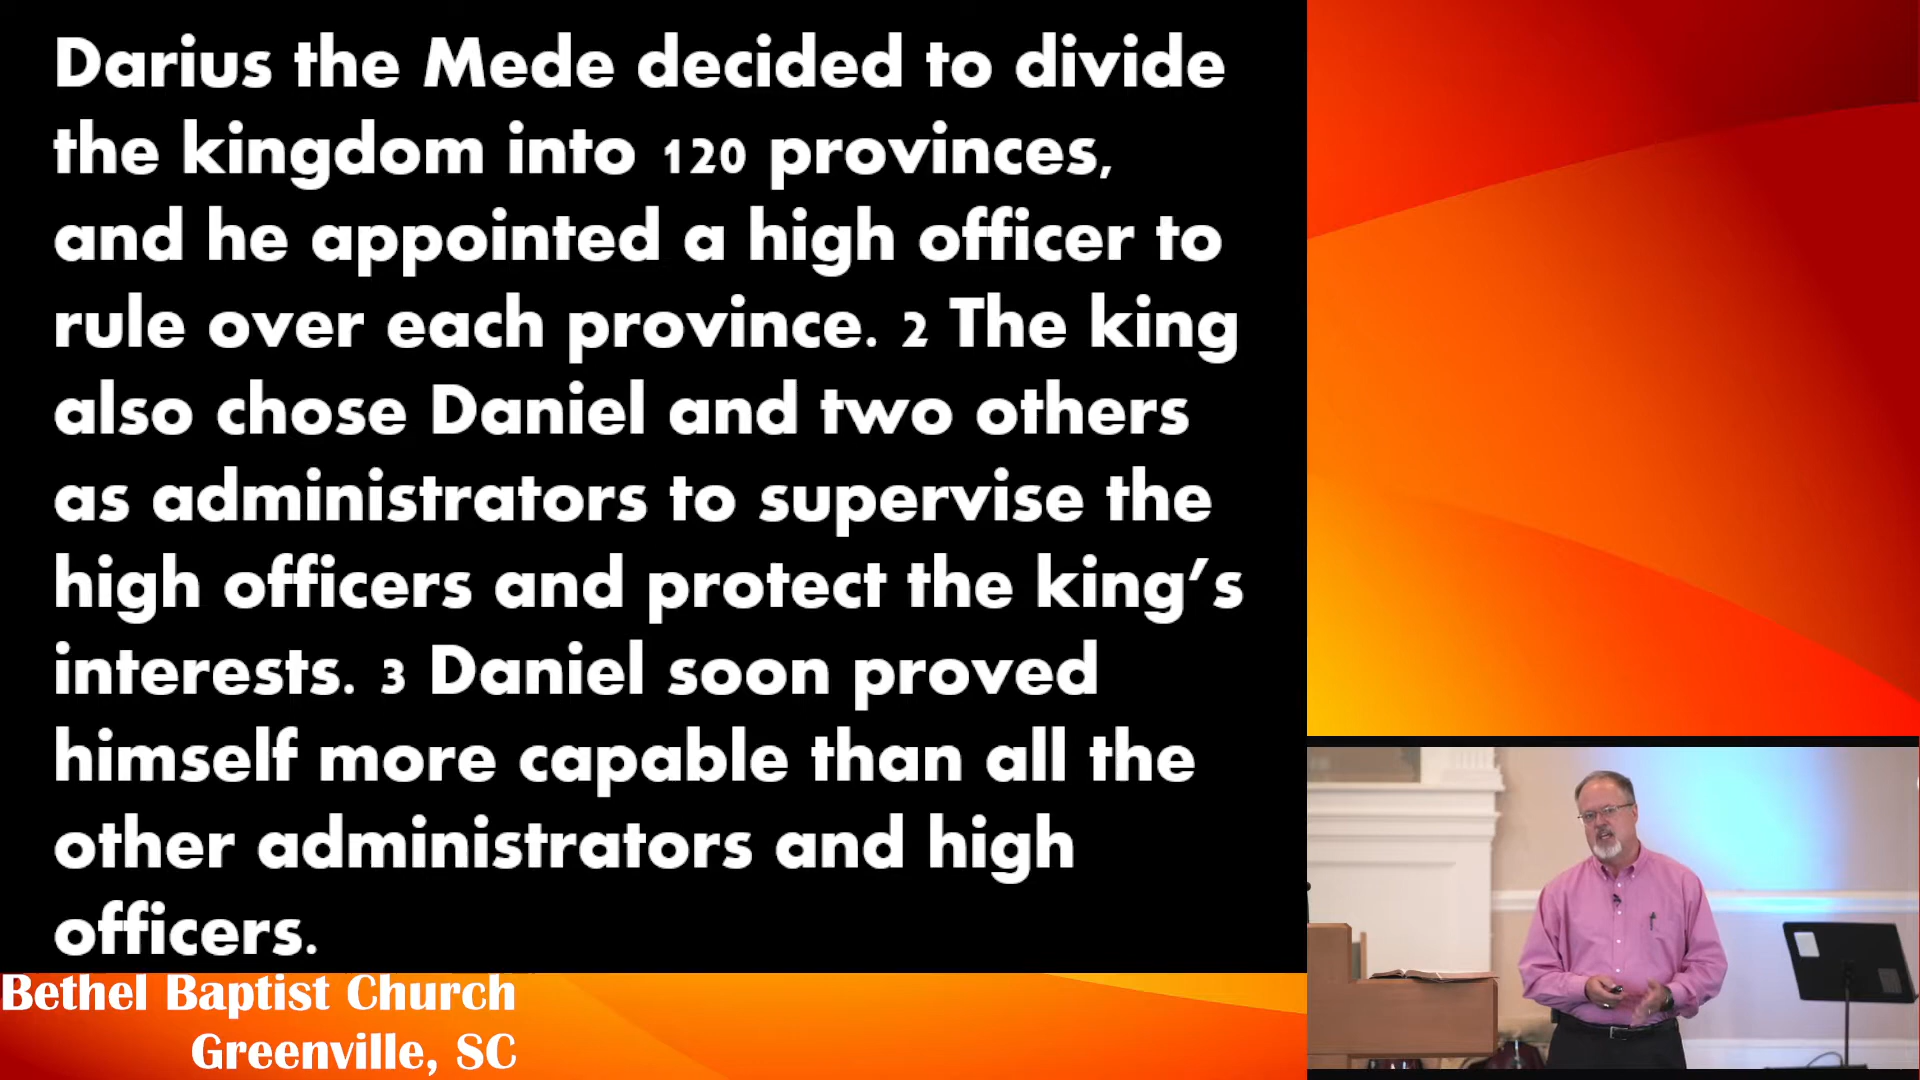 Darius the Mede decided to divide
the kingdom into 120 provinces,
and he appointed a high officer to
rule over each province. 2 The king
also chose Daniel and two others
as administrators to supervise the
high officers and protect the king’s
interests. 3 Daniel soon proved
himself more capable than all the
other administrators and high
officers.
Bethel Baptist Church
Greenville, SC